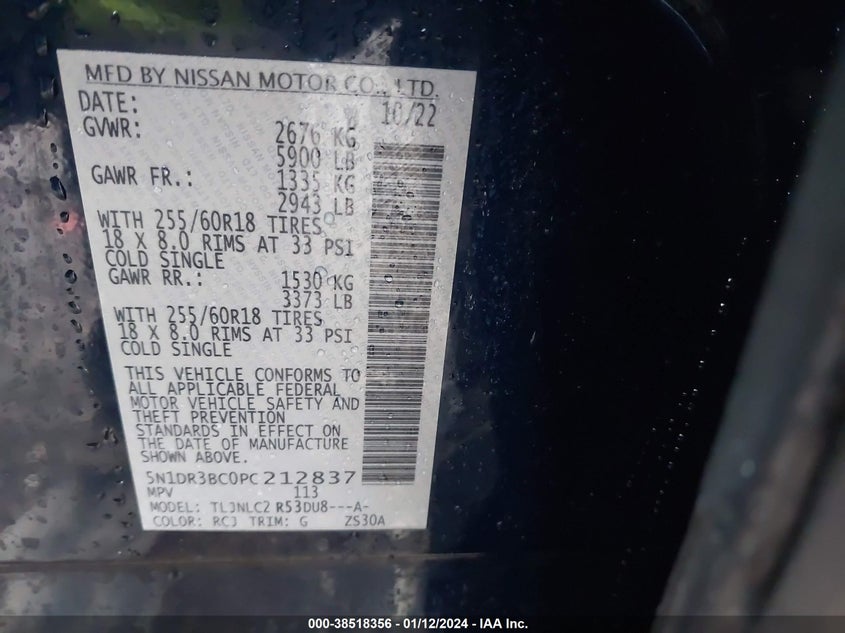 MFD BY NISSAN MOTOR CO., LTD.
DATE: 10/22
GVWR: 2676 KG
5900 LB
GAWR FR.: 1335 KG
2943 LB
WITH 255/60R18 TIRES
18 X 8.0 RIMS AT 33 PSI
COLD SINGLE
GAWR RR.: 1530 KG
3373 LB
WITH 255/60R18 TIRES
18 X 8.0 RIMS AT 33 PSI
COLD SINGLE
THIS VEHICLE CONFORMS TO
ALL APPLICABLE FEDERAL
MOTOR VEHICLE SAFETY AND
THEFT PREVENTION
STANDARDS IN EFFECT ON
THE DATE OF MANUFACTURE
SHOWN ABOVE.
5N1DR3BC0PC212837
MPV 113
MODEL: TL3NLC2 R53DU8---A-
COLOR: RC3 TRIM: G ZS30A
000-38518356 - 01/12/2024 - IAA Inc.